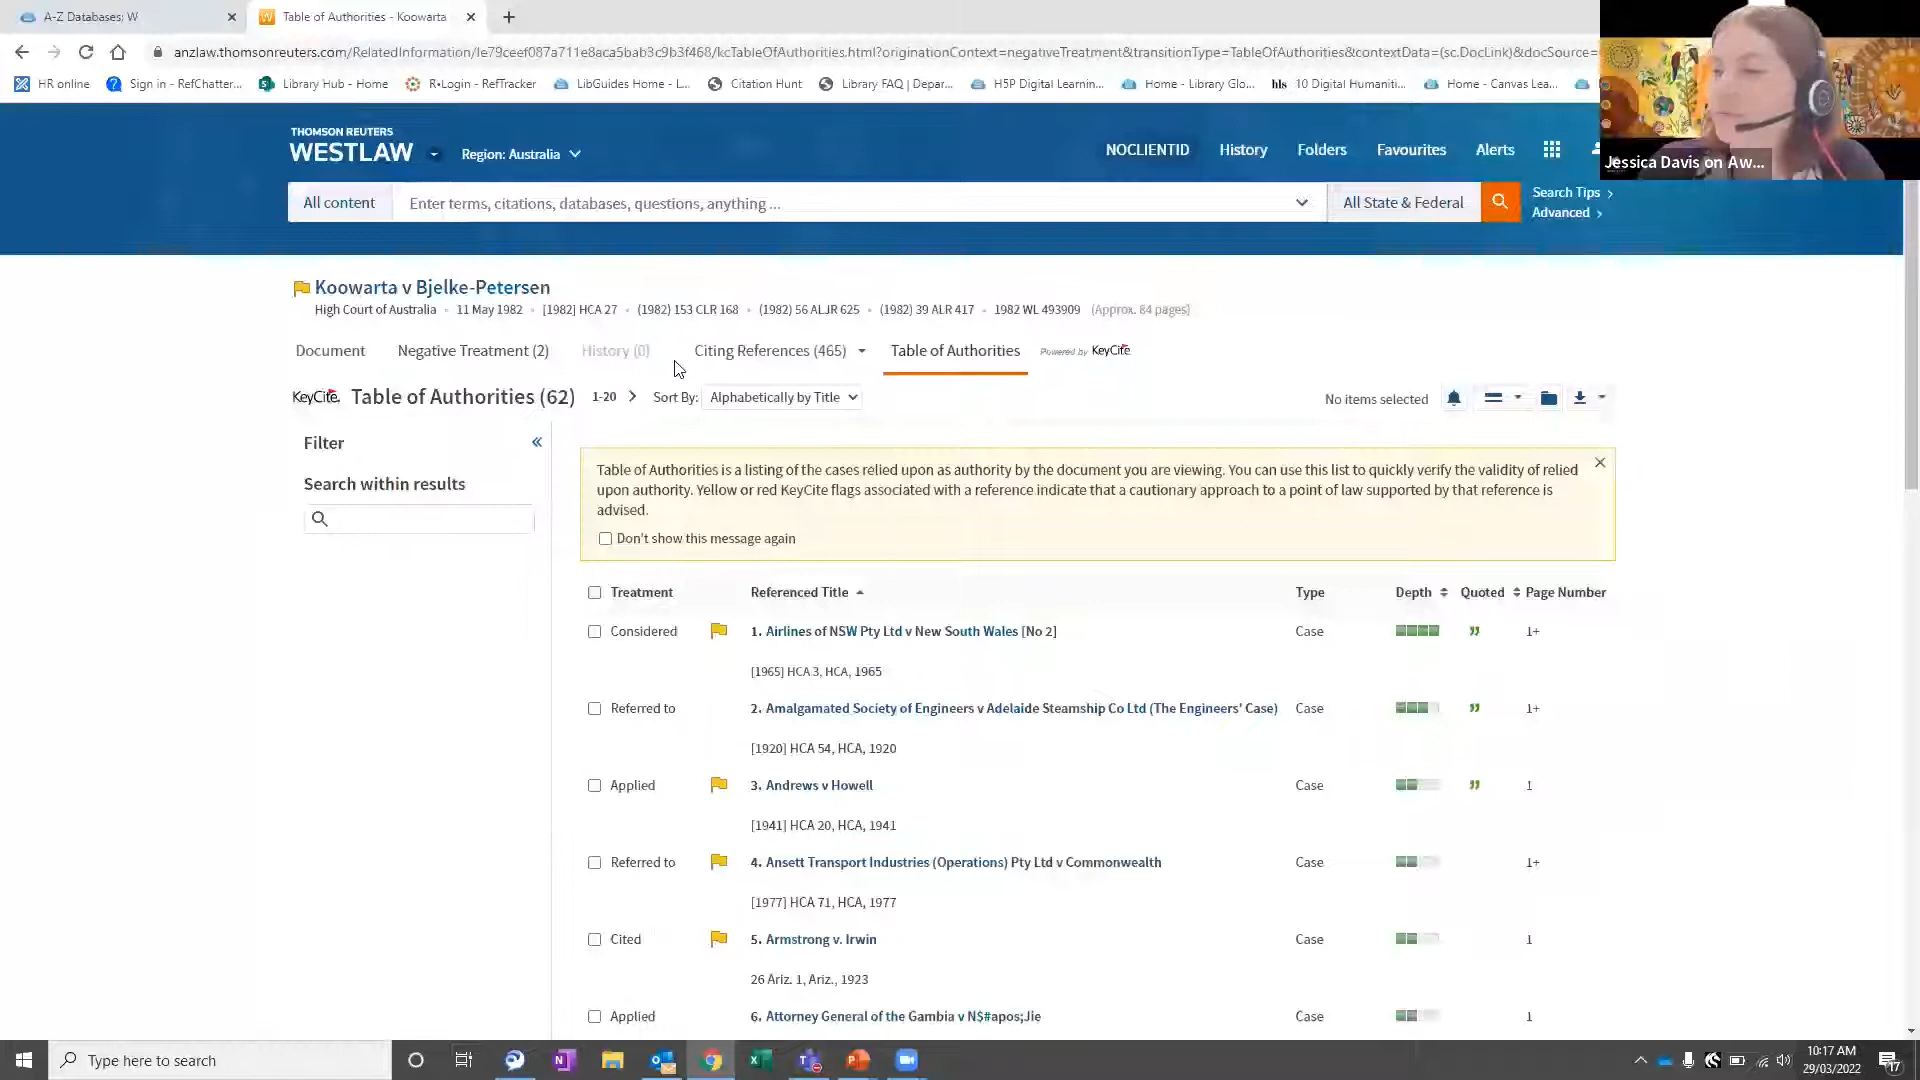 A-Z Databases; W
Table of Authorities - Koowarta
anzlaw.thomsonreuters.com/RelatedInformation/Ie79ceef087a711e8aca5bab3c9b3f468/kcTableOfAuthorities.html?originationContext=negativeTreatment&transitionType=TableOfAuthorities&contextData=(sc.DocLink)&docSource=
HR online
Sign in - RefChatter...
Library Hub - Home
R•Login - RefTracker
LibGuides Home - L...
Citation Hunt
Library FAQ | Depar...
H5P Digital Learnin...
Home - Library Glo...
hls 10 Digital Humaniti...
Home - Canvas Lea...
Jessica Davis on Aw...
THOMSON REUTERS
WESTLAW
Region: Australia
NOCLIENTID
History
Folders
Favourites
Alerts
All content
Enter terms, citations, databases, questions, anything ...
All State & Federal
Search Tips
Advanced
Koowarta v Bjelke-Petersen
High Court of Australia • 11 May 1982 • [1982] HCA 27 • (1982) 153 CLR 168 • (1982) 56 ALJR 625 • (1982) 39 ALR 417 • 1982 WL 493909 (Approx. 84 pages)
Document
Negative Treatment (2)
History (0)
Citing References (465)
Table of Authorities
Powered by KeyCite
KeyCite. Table of Authorities (62)
1-20
Sort By: Alphabetically by Title
No items selected
Filter
Search within results
Table of Authorities is a listing of the cases relied upon as authority by the document you are viewing. You can use this list to quickly verify the validity of relied
upon authority. Yellow or red KeyCite flags associated with a reference indicate that a cautionary approach to a point of law supported by that reference is
advised.
Don't show this message again
Treatment Referenced Title Type Depth Quoted Page Number
Considered 1. Airlines of NSW Pty Ltd v New South Wales [No 2] Case 1+
[1965] HCA 3, HCA, 1965
Referred to 2. Amalgamated Society of Engineers v Adelaide Steamship Co Ltd (The Engineers' Case) Case 1+
[1920] HCA 54, HCA, 1920
Applied 3. Andrews v Howell Case 1
[1941] HCA 20, HCA, 1941
Referred to 4. Ansett Transport Industries (Operations) Pty Ltd v Commonwealth Case 1+
[1977] HCA 71, HCA, 1977
Cited 5. Armstrong v. Irwin Case 1
26 Ariz. 1, Ariz., 1923
Applied 6. Attorney General of the Gambia v N$#apos;Jie Case 1
Type here to search
10:17 AM
29/03/2022
17